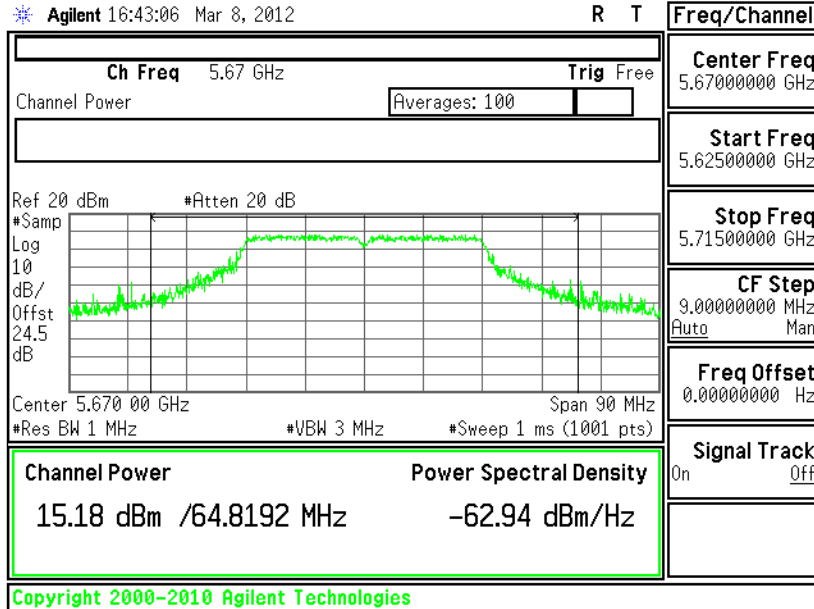 Agilent 16:43:06 Mar 8, 2012 R T
Freq/Channel
Ch Freq 5.67 GHz Trig Free
Channel Power Averages: 100
Center Freq
5.67000000 GHz
Start Freq
5.62500000 GHz
Stop Freq
5.71500000 GHz
CF Step
9.00000000 MHz
Auto Man
Freq Offset
0.00000000 Hz
Signal Track
On Off
Ref 20 dBm #Atten 20 dB
#Samp
Log
10
dB/
Offst
24.5
dB
Center 5.670 00 GHz Span 90 MHz
#Res BW 1 MHz #VBW 3 MHz #Sweep 1 ms (1001 pts)
Channel Power Power Spectral Density
15.18 dBm /64.8192 MHz -62.94 dBm/Hz
Copyright 2000-2010 Agilent Technologies